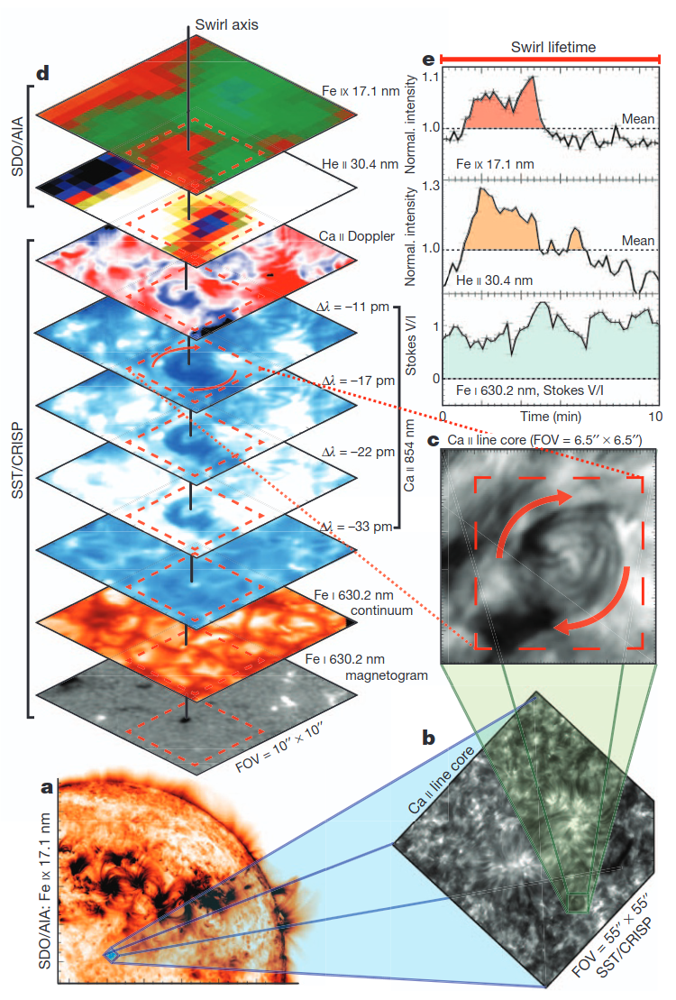 Swirl axis
d
Fe IX 17.1 nm
He II 30.4 nm
Ca II Doppler
Δλ = –11 pm
Δλ = –17 pm
Δλ = –22 pm
Δλ = –33 pm
Fe I 630.2 nm
continuum
Fe I 630.2 nm
magnetogram
FOV = 10″ × 10″
SDO/AIA
SST/CRISP
Ca II 854 nm
e
Swirl lifetime
Normal. intensity
1.1
1.0
Mean
Fe IX 17.1 nm
Normal. intensity
1.3
1.0
Mean
He II 30.4 nm
Stokes V/I
1
0
Fe I 630.2 nm, Stokes V/I
0
Time (min)
10
c
Ca II line core (FOV = 6.5″ × 6.5″)
b
Ca II line core
FOV = 55″ × 55″
SST/CRISP
a
SDO/AIA: Fe IX 17.1 nm